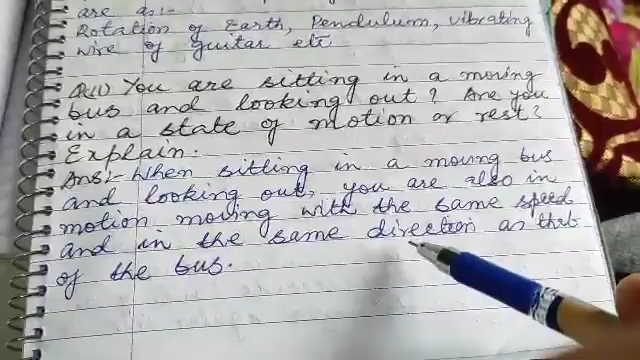 are as:-
Rotation of Earth, Pendulum, vibrating
wire of guitar etc
Q11) You are sitting in a moving
bus and looking out? Are you
in a state of motion or rest?
Explain.
Ans:- When sitting in a moving bus
and looking out, you are also in
motion moving with the same speed
and in the same direction as that
of the bus.